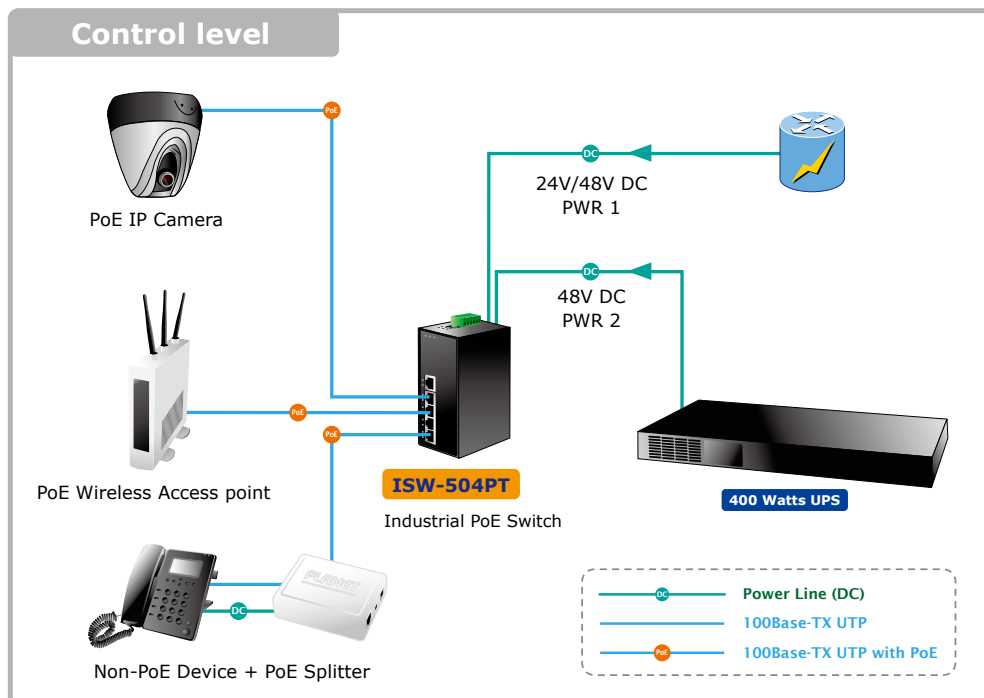 Control level
PoE
PoE IP Camera
DC
24V/48V DC
PWR 1
DC
48V DC
PWR 2
PoE
PoE
PoE Wireless Access point
ISW-504PT
Industrial PoE Switch
400 Watts UPS
PLANET
DC
Non-PoE Device + PoE Splitter
DC
Power Line (DC)
100Base-TX UTP
PoE
100Base-TX UTP with PoE